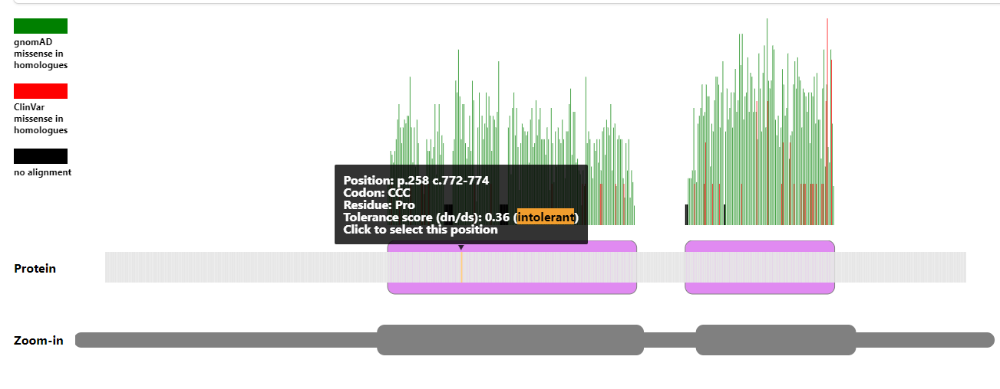 gnomAD
missense in
homologues
ClinVar
missense in
homologues
no alignment
Position: p.258 c.772-774
Codon: CCC
Residue: Pro
Tolerance score (dn/ds): 0.36 (intolerant)
Click to select this position
Protein
Zoom-in